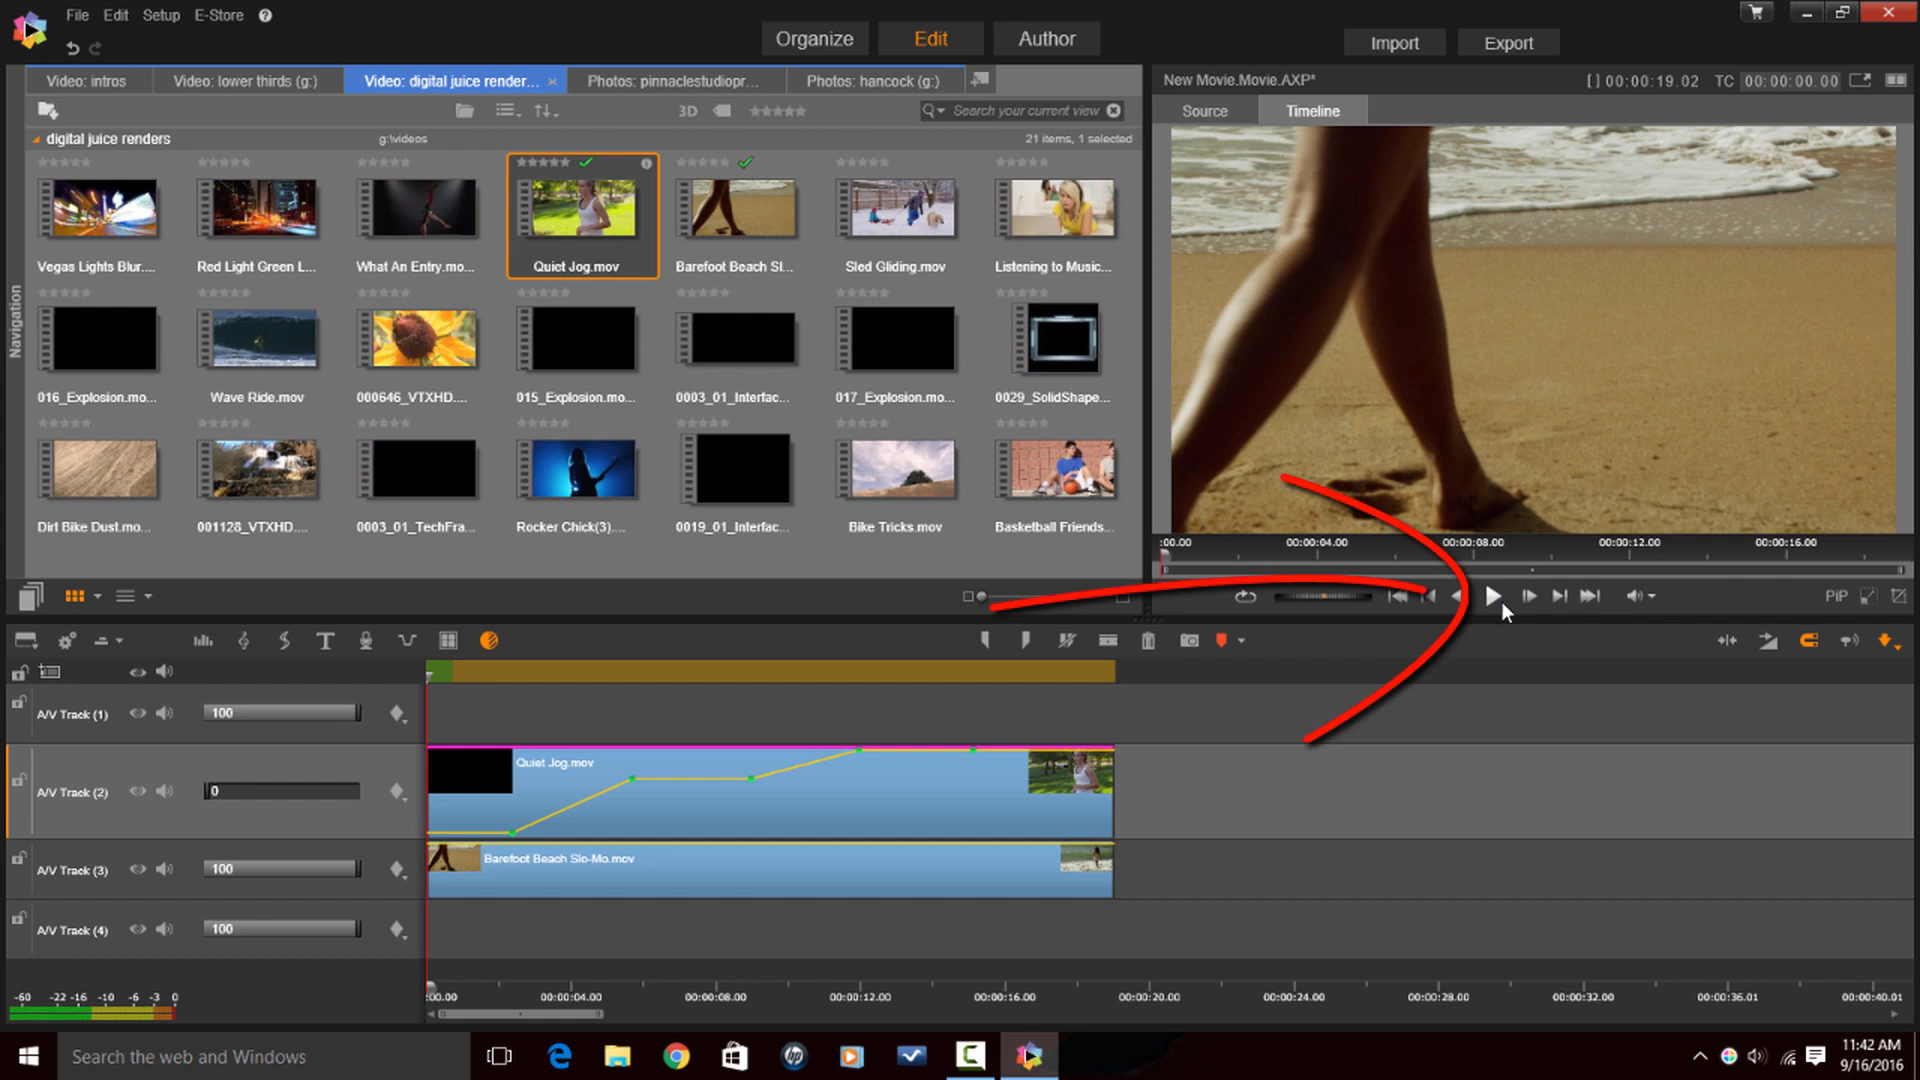 File Edit Setup E-Store ?
Organize Edit Author
Import Export
Video: intros Video: lower thirds (g:) Video: digital juice render... × Photos: pinnaclestudiopr... Photos: hancock (g:)
New Movie.Movie.AXP* [ ] 00:00:19.02 TC 00:00:00.00
3D Search your current view
Source Timeline
digital juice renders g:\videos 21 items, 1 selected
Navigation
Vegas Lights Blur.... Red Light Green L... What An Entry.mo... Quiet Jog.mov Barefoot Beach Sl... Sled Gliding.mov Listening to Music...
016_Explosion.mo... Wave Ride.mov 000646_VTXHD.... 015_Explosion.mo... 0003_01_Interfac... 017_Explosion.mo... 0029_SolidShape...
Dirt Bike Dust.mo... 001128_VTXHD.... 0003_01_TechFra... Rocker Chick(3).... 0019_01_Interfac... Bike Tricks.mov Basketball Friends...
:00.00 00:00:04.00 00:00:08.00 00:00:12.00 00:00:16.00
PiP
A/V Track (1) 100
A/V Track (2) 0
Quiet Jog.mov
A/V Track (3) 100
Barefoot Beach Slo-Mo.mov
A/V Track (4) 100
-60 -22 -16 -10 -6 -3 0
:00.00 00:00:04.00 00:00:08.00 00:00:12.00 00:00:16.00 00:00:20.00 00:00:24.00 00:00:28.00 00:00:32.00 00:00:36.01 00:00:40.01
Search the web and Windows
11:42 AM
9/16/2016